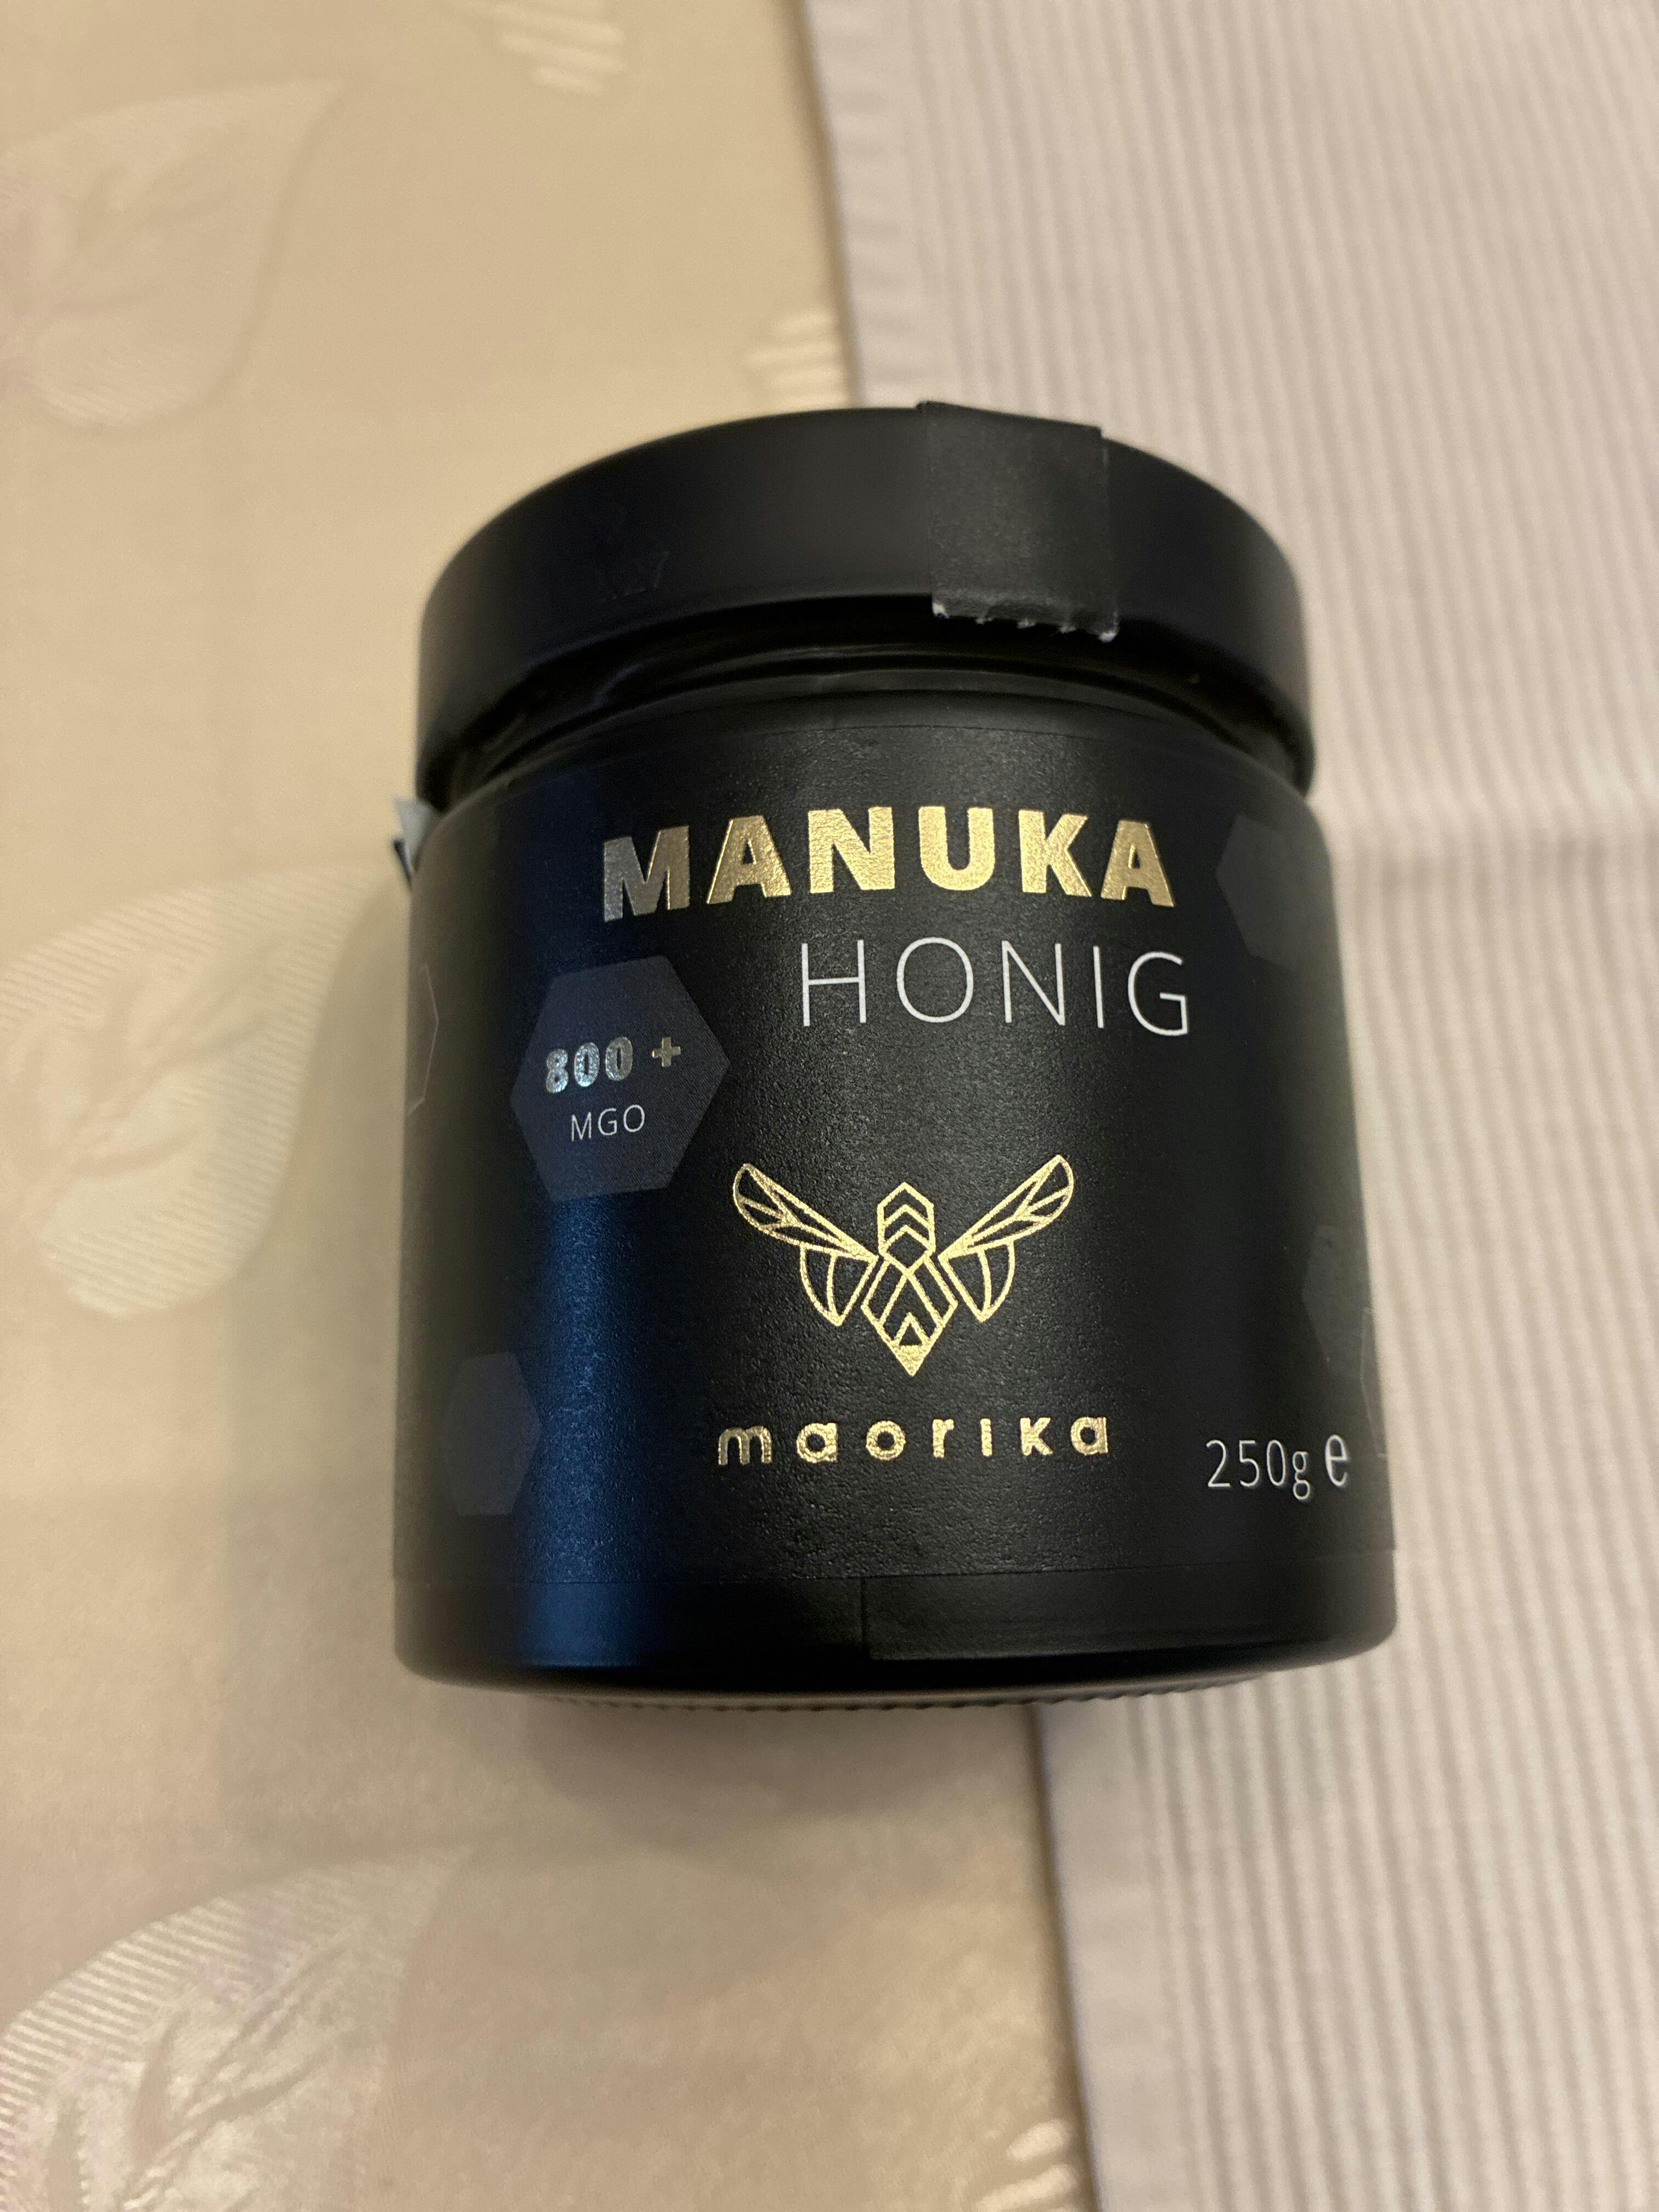 MANUKA
HONIG
800 +
MGO
maorika
250g e